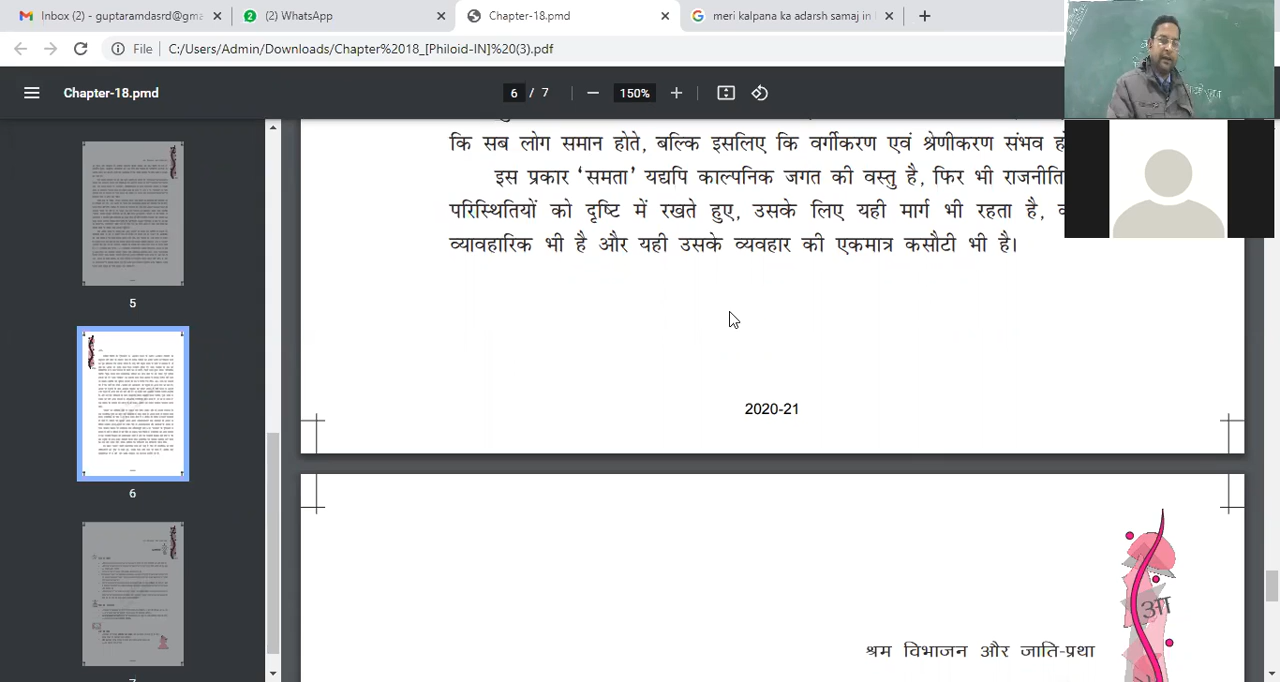 Inbox (2) - guptaramdasrd@gma
(2) WhatsApp
Chapter-18.pmd
meri kalpana ka adarsh samaj in
File
C:/Users/Admin/Downloads/Chapter%2018_[Philoid-IN]%20(3).pdf
Chapter-18.pmd
6 / 7
150%
कि सब लोग समान होते, बल्कि इसलिए कि वर्गीकरण एवं श्रेणीकरण संभव
इस प्रकार ‘समता’ यद्यपि काल्पनिक जगत की वस्तु है, फिर भी राजनीति
परिस्थितियों को दृष्टि में रखते हुए, उसके लिए यही मार्ग भी रहता है,
व्यावहारिक भी है और यही उसके व्यवहार की एकमात्र कसौटी भी है।
2020-21
आ
श्रम विभाजन और जाति-प्रथा
5
6